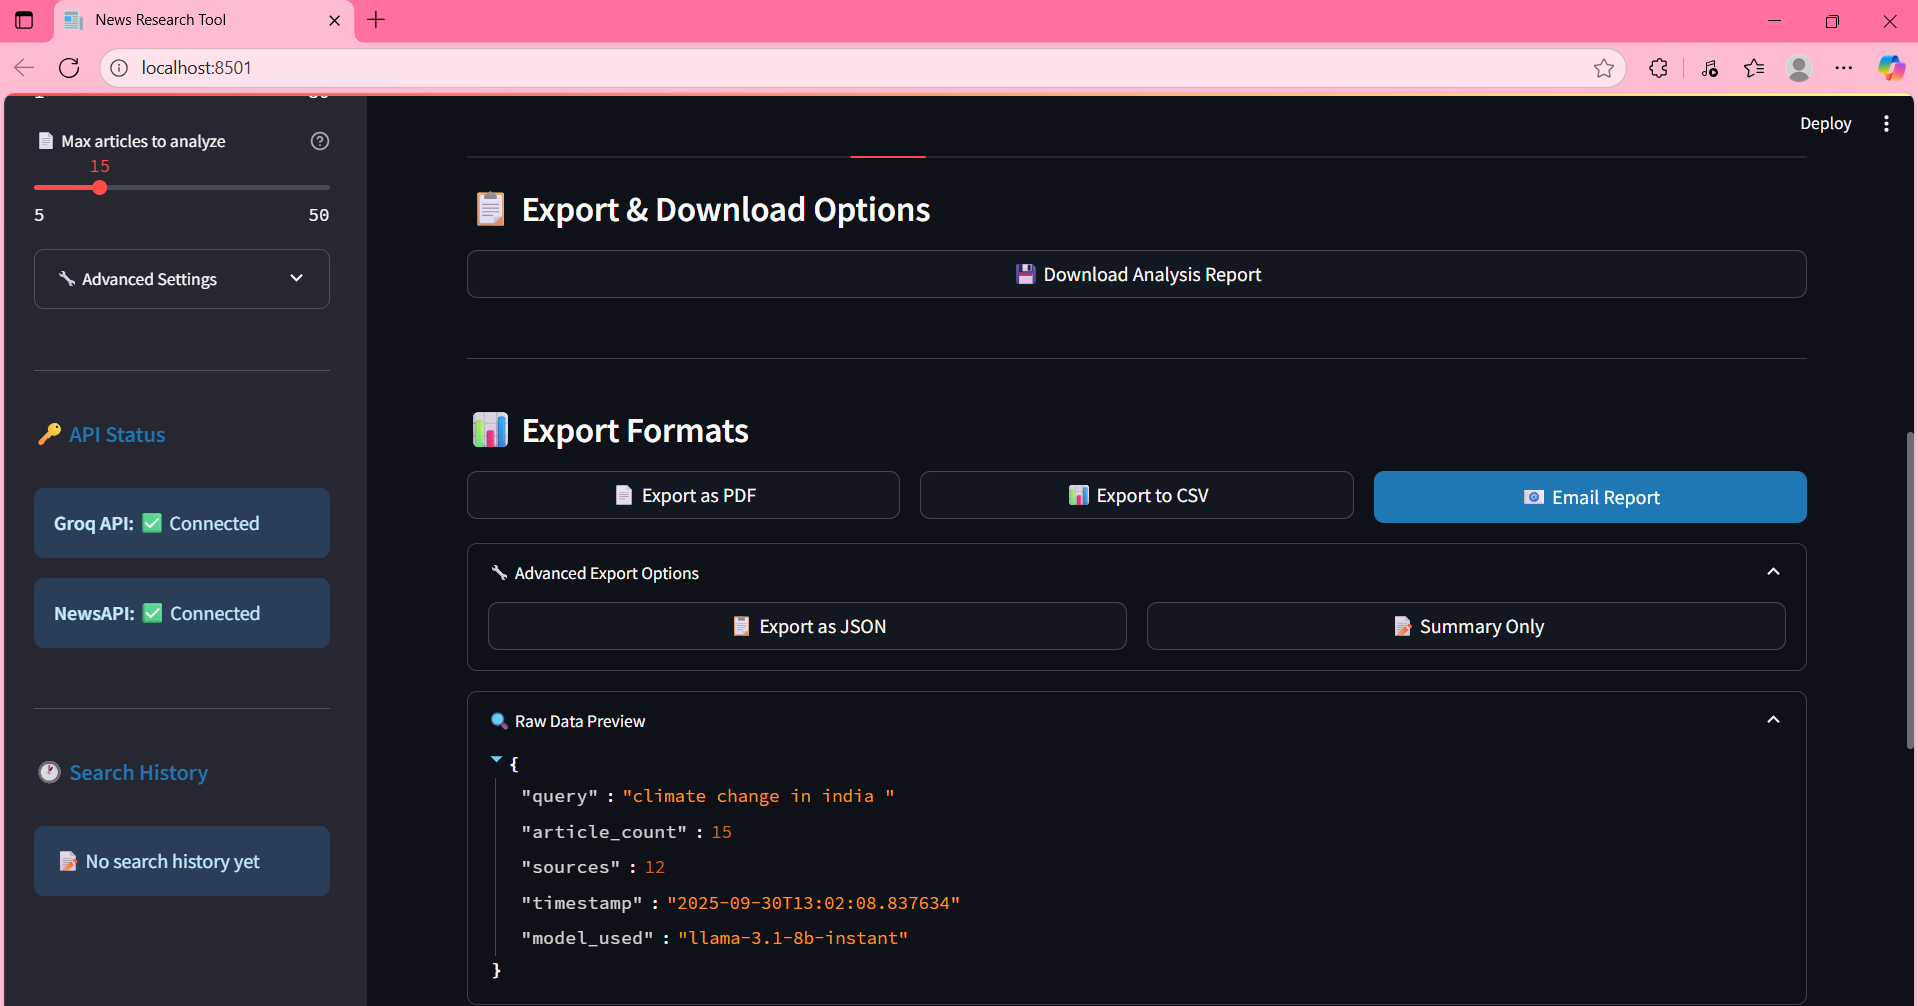 News Research Tool
localhost:8501
Deploy
Max articles to analyze
15
5 50
Advanced Settings
API Status
Groq API: ✅ Connected
NewsAPI: ✅ Connected
Search History
No search history yet
Export & Download Options
Download Analysis Report
Export Formats
Export as PDF
Export to CSV
Email Report
Advanced Export Options
Export as JSON
Summary Only
Raw Data Preview
{
"query" : "climate change in india "
"article_count" : 15
"sources" : 12
"timestamp" : "2025-09-30T13:02:08.837634"
"model_used" : "llama-3.1-8b-instant"
}